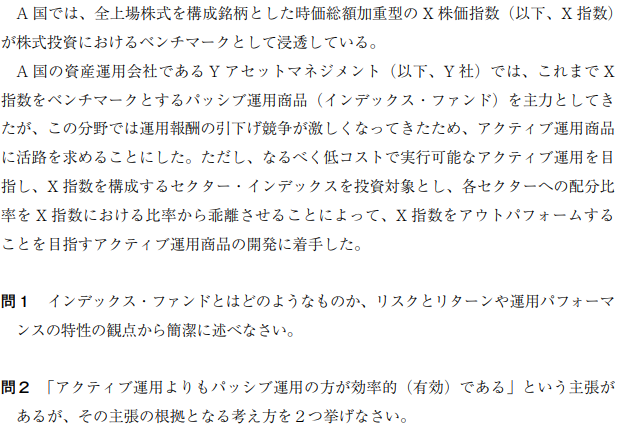 A 国では、全上場株式を構成銘柄とした時価総額加重型の X 株価指数（以下、X 指数）
が株式投資におけるベンチマークとして浸透している。
A 国の資産運用会社である Y アセットマネジメント（以下、Y 社）では、これまで X
指数をベンチマークとするパッシブ運用商品（インデックス・ファンド）を主力としてき
たが、この分野では運用報酬の引下げ競争が激しくなってきたため、アクティブ運用商品
に活路を求めることにした。ただし、なるべく低コストで実行可能なアクティブ運用を目
指し、X 指数を構成するセクター・インデックスを投資対象とし、各セクターへの配分比
率を X 指数における比率から乖離させることによって、X 指数をアウトパフォームする
ことを目指すアクティブ運用商品の開発に着手した。
問1 インデックス・ファンドとはどのようなものか、リスクとリターンや運用パフォーマ
ンスの特性の観点から簡潔に述べなさい。
問2 「アクティブ運用よりもパッシブ運用の方が効率的（有効）である」という主張が
あるが、その主張の根拠となる考え方を2つ挙げなさい。